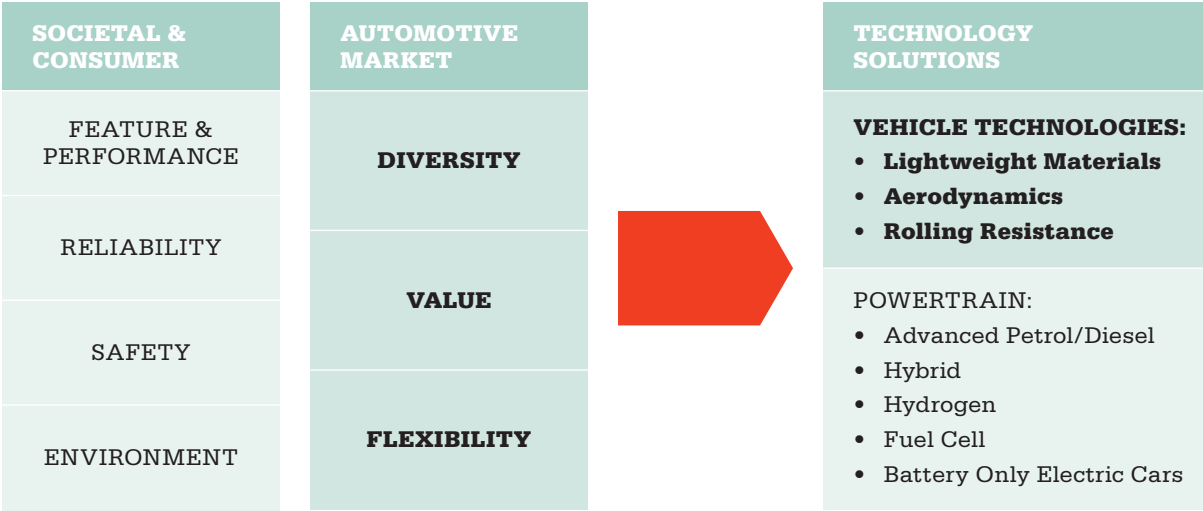 SOCIETAL &
CONSUMER
FEATURE &
PERFORMANCE
RELIABILITY
SAFETY
ENVIRONMENT
AUTOMOTIVE
MARKET
DIVERSITY
VALUE
FLEXIBILITY
TECHNOLOGY
SOLUTIONS
VEHICLE TECHNOLOGIES:
• Lightweight Materials
• Aerodynamics
• Rolling Resistance
POWERTRAIN:
• Advanced Petrol/Diesel
• Hybrid
• Hydrogen
• Fuel Cell
• Battery Only Electric Cars